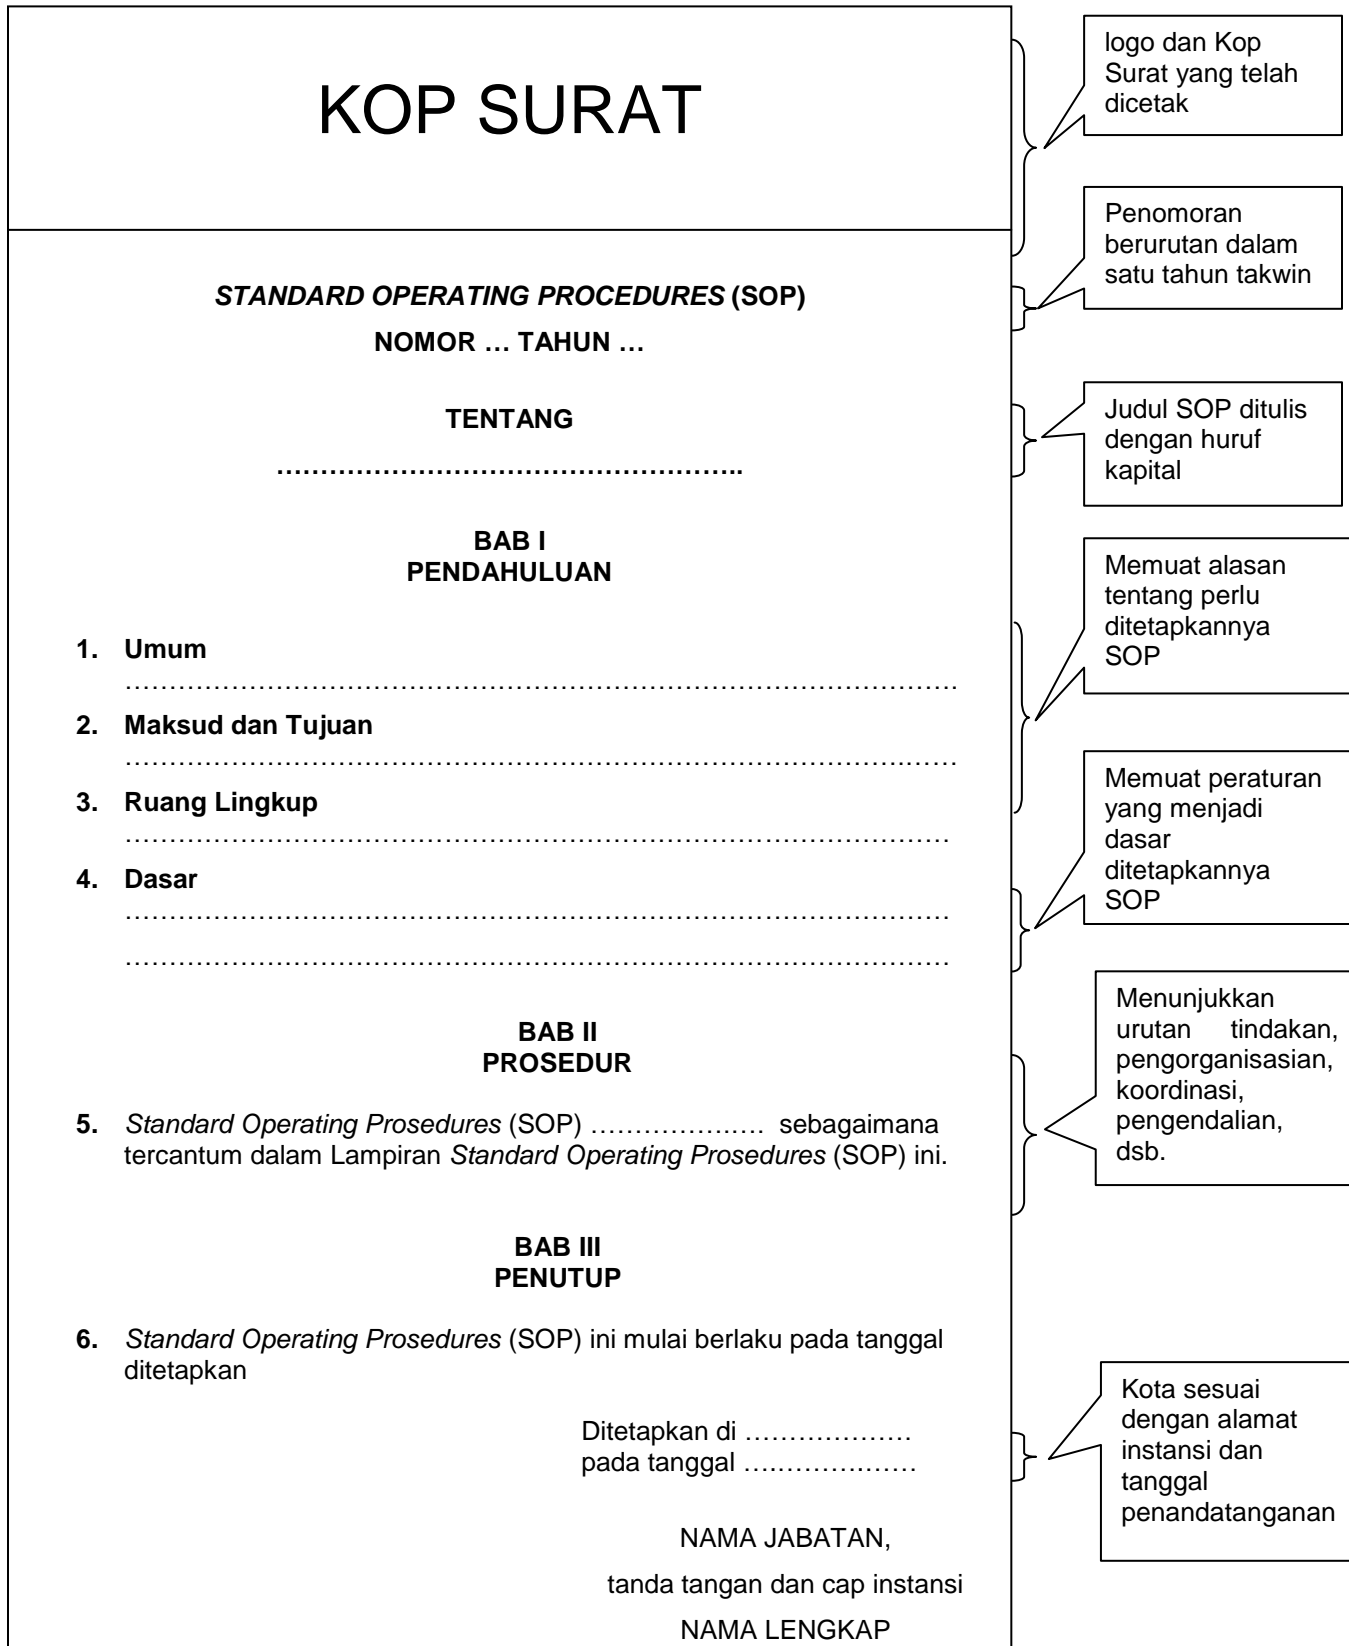 KOP SURAT
logo dan Kop
Surat yang telah
dicetak
Penomoran
berurutan dalam
satu tahun takwin
STANDARD OPERATING PROCEDURES (SOP)
NOMOR … TAHUN …
Judul SOP ditulis
dengan huruf
kapital
TENTANG
……………………………………………..
BAB I
PENDAHULUAN
Memuat alasan
tentang perlu
ditetapkannya
SOP
1. Umum
………………………………………………………………………………….
2. Maksud dan Tujuan
…………………………………………………………………………….……
3. Ruang Lingkup
…………………………………………………………………………………
Memuat peraturan
yang menjadi
dasar
ditetapkannya
SOP
4. Dasar
…………………………………………………………………………………
…………………………………………………………………………………
BAB II
PROSEDUR
Menunjukkan
urutan tindakan,
pengorganisasian,
koordinasi,
pengendalian,
dsb.
5. Standard Operating Prosedures (SOP) …………….…. sebagaimana
tercantum dalam Lampiran Standard Operating Prosedures (SOP) ini.
BAB III
PENUTUP
6. Standard Operating Prosedures (SOP) ini mulai berlaku pada tanggal
ditetapkan
Kota sesuai
dengan alamat
instansi dan
tanggal
penandatanganan
Ditetapkan di ……………….
pada tanggal ….……….……
NAMA JABATAN,
tanda tangan dan cap instansi
NAMA LENGKAP